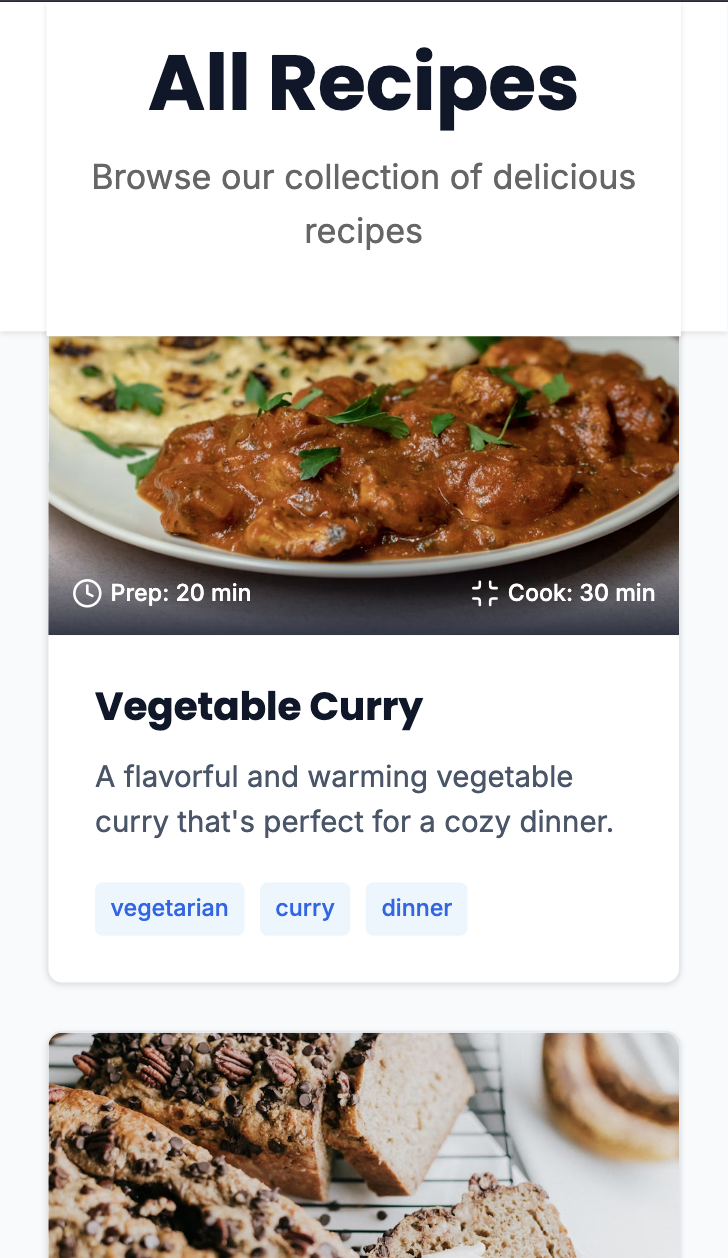 All Recipes
Browse our collection of delicious
recipes
Prep: 20 min
Cook: 30 min
Vegetable Curry
A flavorful and warming vegetable
curry that's perfect for a cozy dinner.
vegetarian
curry
dinner